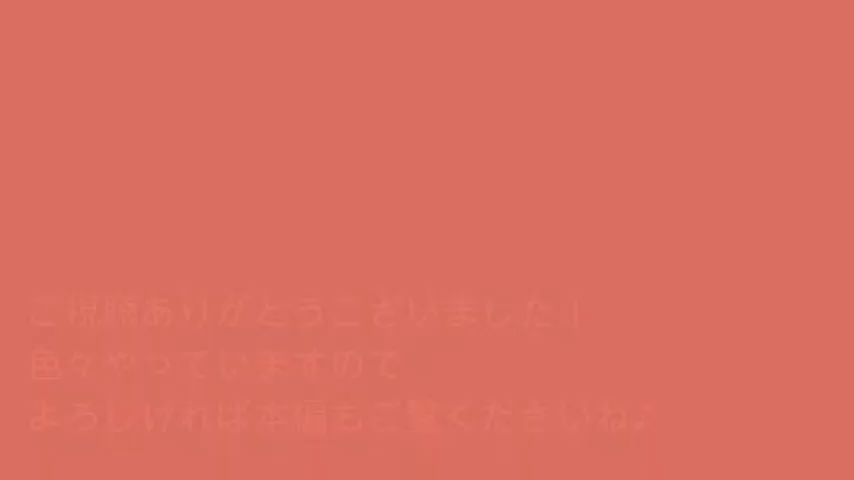 ご視聴ありがとうございました！
色々やっていますので
よろしければ本編もご覧くださいね♪